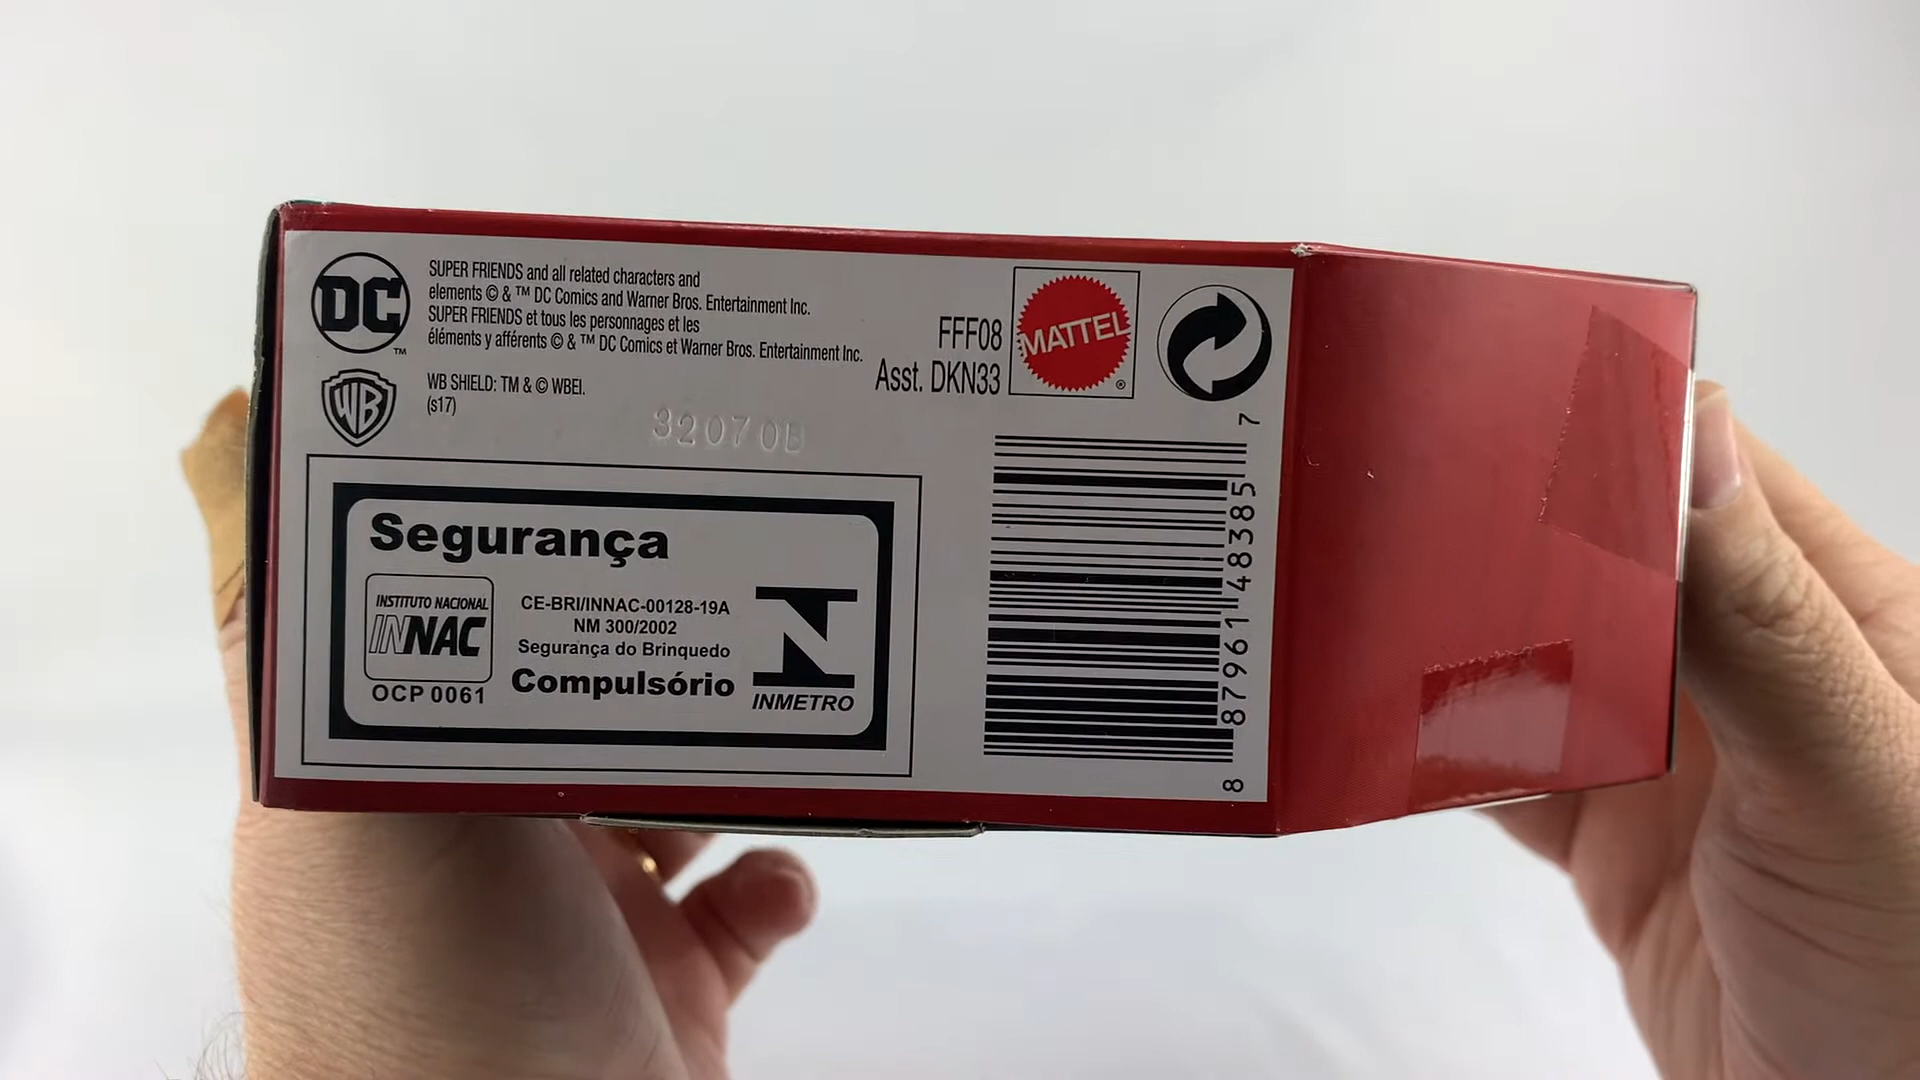 DC
TM
SUPER FRIENDS and all related characters and
elements © & ™ DC Comics and Warner Bros. Entertainment Inc.
SUPER FRIENDS et tous les personnages et les
éléments y afférents © & ™ DC Comics et Warner Bros. Entertainment Inc.
WB
WB SHIELD: TM & © WBEI.
(s17)
32070B
FFF08
Asst. DKN33
MATTEL
®
Segurança
INSTITUTO NACIONAL
INNAC
OCP 0061
CE-BRI/INNAC-00128-19A
NM 300/2002
Segurança do Brinquedo
Compulsório
INMETRO
8 87961 48385 7